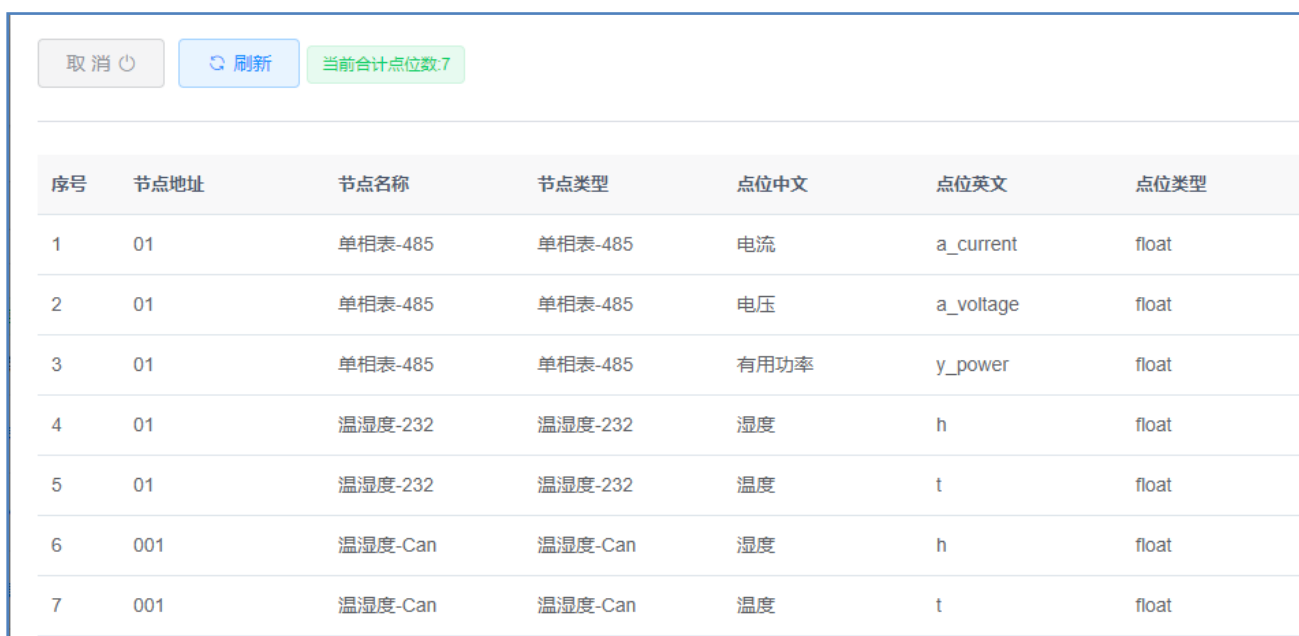 取 消 刷新 当前合计点位数:7
序号 节点地址 节点名称 节点类型 点位中文 点位英文 点位类型
1 01 单相表-485 单相表-485 电流 a_current float
2 01 单相表-485 单相表-485 电压 a_voltage float
3 01 单相表-485 单相表-485 有用功率 y_power float
4 01 温湿度-232 温湿度-232 湿度 h float
5 01 温湿度-232 温湿度-232 温度 t float
6 001 温湿度-Can 温湿度-Can 湿度 h float
7 001 温湿度-Can 温湿度-Can 温度 t float